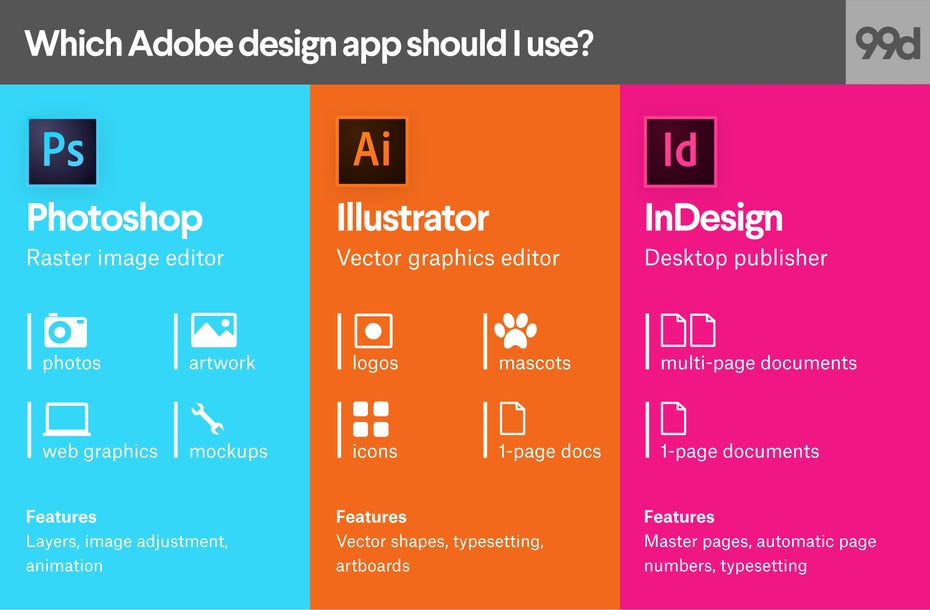 Which Adobe design app should I use?
99d
Ps
Photoshop
Raster image editor
photos
artwork
web graphics
mockups
Features
Layers, image adjustment,
animation
Ai
Illustrator
Vector graphics editor
logos
mascots
icons
1-page docs
Features
Vector shapes, typesetting,
artboards
Id
InDesign
Desktop publisher
multi-page documents
1-page documents
Features
Master pages, automatic page
numbers, typesetting